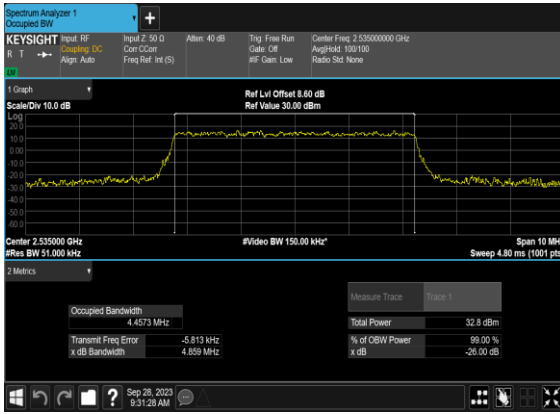 Spectrum Analyzer 1
Occupied BW
KEYSIGHT
R T
LW
Input: RF
Coupling: DC
Align: Auto
Input Z: 50 Ω
Corr CCorr
Freq Ref: Int (S)
Atten: 40 dB
Trig: Free Run
Gate: Off
#IF Gain: Low
Center Freq: 2.535000000 GHz
Avg|Hold: 100/100
Radio Std: None
1 Graph
Scale/Div 10.0 dB
Ref Lvl Offset 8.60 dB
Ref Value 30.00 dBm
Log
20.0
10.0
0.00
-10.0
-20.0
-30.0
-40.0
-50.0
-60.0
Center 2.535000 GHz
#Res BW 51.000 kHz
#Video BW 150.00 kHz*
Span 10 MH
Sweep 4.80 ms (1001 pts
2 Metrics
Measure Trace
Trace 1
Occupied Bandwidth
4.4573 MHz
Total Power
32.8 dBm
Transmit Freq Error
-5.813 kHz
% of OBW Power
99.00 %
x dB Bandwidth
4.859 MHz
x dB
-26.00 dB
?
Sep 28, 2023
9:31:28 AM